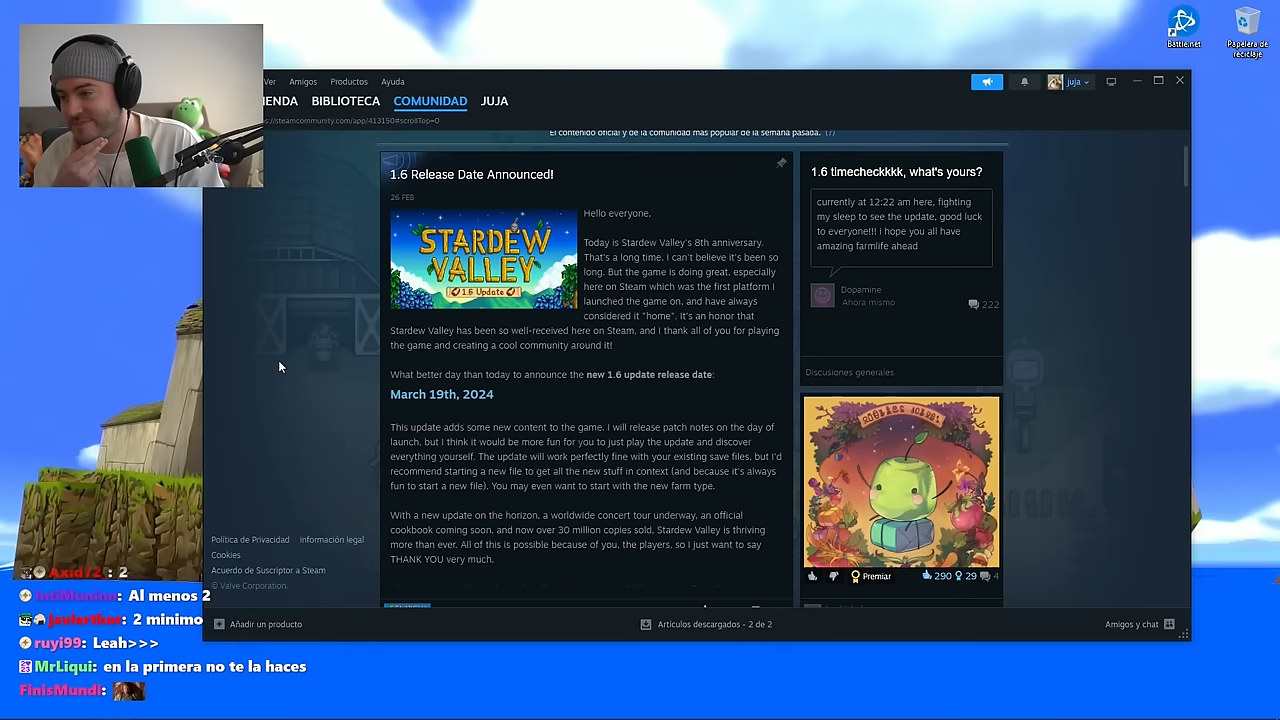 Battle.net
Papelera de
reciclaje
Ver Amigos Productos Ayuda
juja
IENDA BIBLIOTECA COMUNIDAD JUJA
s://steamcommunity.com/app/413150#scrollTop=0
El contenido oficial y de la comunidad más popular de la semana pasada. (?)
1.6 Release Date Announced!
26 FEB
STARDEW
VALLEY
1.6 Update
Hello everyone,
Today is Stardew Valley's 8th anniversary.
That's a long time, I can't believe it's been so
long. But the game is doing great, especially
here on Steam which was the first platform I
launched the game on, and have always
considered it "home". It's an honor that
Stardew Valley has been so well-received here on Steam, and I thank all of you for playing
the game and creating a cool community around it!
What better day than today to announce the new 1.6 update release date:
March 19th, 2024
This update adds some new content to the game. I will release patch notes on the day of
launch, but I think it would be more fun for you to just play the update and discover
everything yourself. The update will work perfectly fine with your existing save files, but I'd
recommend starting a new file to get all the new stuff in context (and because it's always
fun to start a new file). You may even want to start with the new farm type.
With a new update on the horizon, a worldwide concert tour underway, an official
cookbook coming soon, and now over 30 million copies sold, Stardew Valley is thriving
more than ever. All of this is possible because of you, the players, so I just want to say
THANK YOU very much.
1.6 timecheckkkk, what's yours?
currently at 12:22 am here, fighting
my sleep to see the update, good luck
to everyone!!! i hope you all have
amazing farmlife ahead
Dopamine
Ahora mismo
222
Discusiones generales
Premiar
290 29 4
Política de Privacidad Información legal
Cookies
Acuerdo de Suscriptor a Steam
© Valve Corporation.
Añadir un producto
Artículos descargados - 2 de 2
Amigos y chat
Axid72 : 2
IntiMuninn: Al menos 2
javierthor: 2 minimo
ruyi99: Leah>>>
MrLiqui: en la primera no te la haces
FinisMundi: